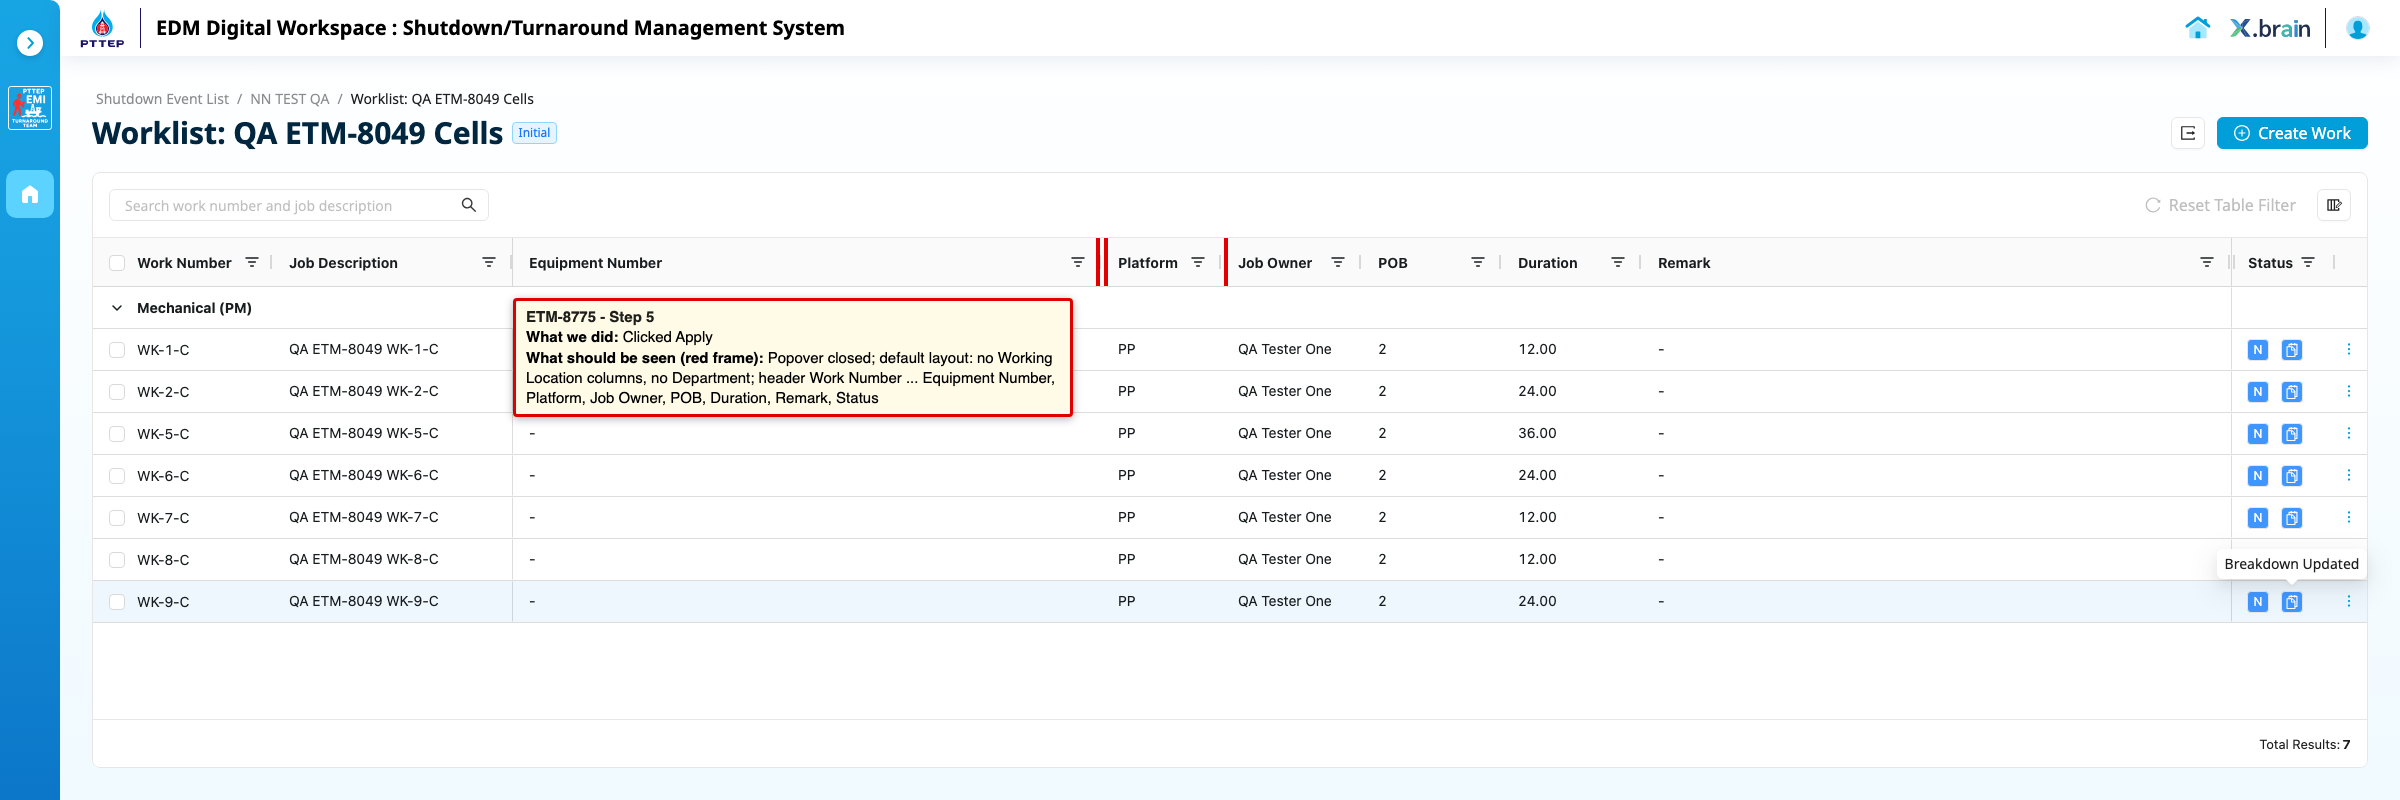 PTTEP
EDM Digital Workspace : Shutdown/Turnaround Management System
X.brain
PTTEP
EMI
TURNAROUND
TEAM
Shutdown Event List / NN TEST QA / Worklist: QA ETM-8049 Cells
Worklist: QA ETM-8049 Cells Initial
Create Work
Search work number and job description
Reset Table Filter
Work Number Job Description Equipment Number Platform Job Owner POB Duration Remark Status
Mechanical (PM)
ETM-8775 - Step 5
What we did: Clicked Apply
What should be seen (red frame): Popover closed; default layout: no Working
Location columns, no Department; header Work Number ... Equipment Number,
Platform, Job Owner, POB, Duration, Remark, Status
WK-1-C QA ETM-8049 WK-1-C PP QA Tester One 2 12.00 - N
WK-2-C QA ETM-8049 WK-2-C PP QA Tester One 2 24.00 - N
WK-5-C QA ETM-8049 WK-5-C - PP QA Tester One 2 36.00 - N
WK-6-C QA ETM-8049 WK-6-C - PP QA Tester One 2 24.00 - N
WK-7-C QA ETM-8049 WK-7-C - PP QA Tester One 2 12.00 - N
WK-8-C QA ETM-8049 WK-8-C - PP QA Tester One 2 12.00 -
Breakdown Updated
WK-9-C QA ETM-8049 WK-9-C - PP QA Tester One 2 24.00 - N
Total Results: 7